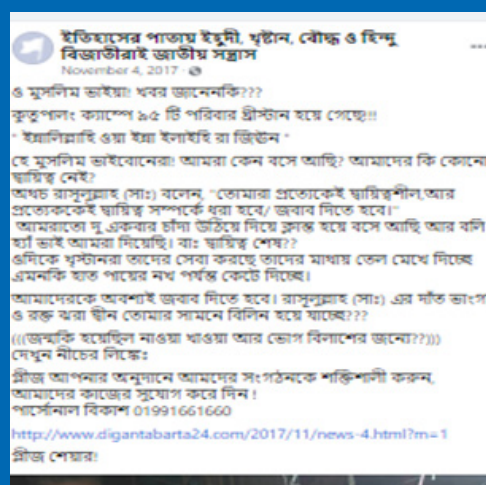 ইতিহাসের পাতায় ইহুদী, খৃষ্টান, বৌদ্ধ ও হিন্দু
বিজাতীরাই জাতীয় সন্ত্রাস
November 4, 2017
ও মুসলিম ভাইয়া! খবর জানেননকি???
কুতুপালং ক্যাম্পে ৯৫ টি পরিবার খ্রীস্টান হয়ে গেছে!!!
" ইন্নালিল্লাহি ওয়া ইন্না ইলাইহি রা জিঊন "
হে মুসলিম ভাইবোনেরা! আমরা কেন বসে আছি? আমাদের কি কোনো
দ্বায়িত্ব নেই?
অথচ রাসূলুল্লাহ (সাঃ) বলেন, "তোমারা প্রত্যেকেই দ্বায়িত্বশীল,আর
প্রত্যেককেই দ্বায়িত্ব সম্পর্কে ধরা হবে/ জবাব দিতে হবে।"
আমরাতো দু একবার চাঁদা উঠিয়ে দিয়ে ক্লান্ত হয়ে বসে আছি আর বলি
হ্যাঁ ভাই আমরা দিয়েছি। বাঃ দ্বায়িত্ব শেষ??
ওদিকে খৃস্টানরা তাদের সেবা করছে তাদের মাথায় তেল মেখে দিচ্ছে
এমনকি হাত পায়ের নখ পর্যন্ত কেটে দিচ্ছে।
আমাদেরকে অবশ্যই জবাব দিতে হবে। রাসূলুল্লাহ (সাঃ) এর দাঁত ভাংগা
ও রক্ত ঝরা দ্বীন তোমার সামনে বিলিন হয়ে যাচ্ছে???
(((জন্মকি হয়েছিল নাওয়া খাওয়া আর ভোগ বিলাশের জন্যে??)))
দেখুন নীচের লিঙ্কেঃ
প্লীজ আপনার অনুদানে আমদের সংগঠনকে শক্তিশালী করুন,
আমাদের কাজের সুযোগ করে দিন !
পার্সোনাল বিকাশ 01991661660
http://www.digantabarta24.com/2017/11/news-4.html?m=1
প্লীজ শেয়ার!